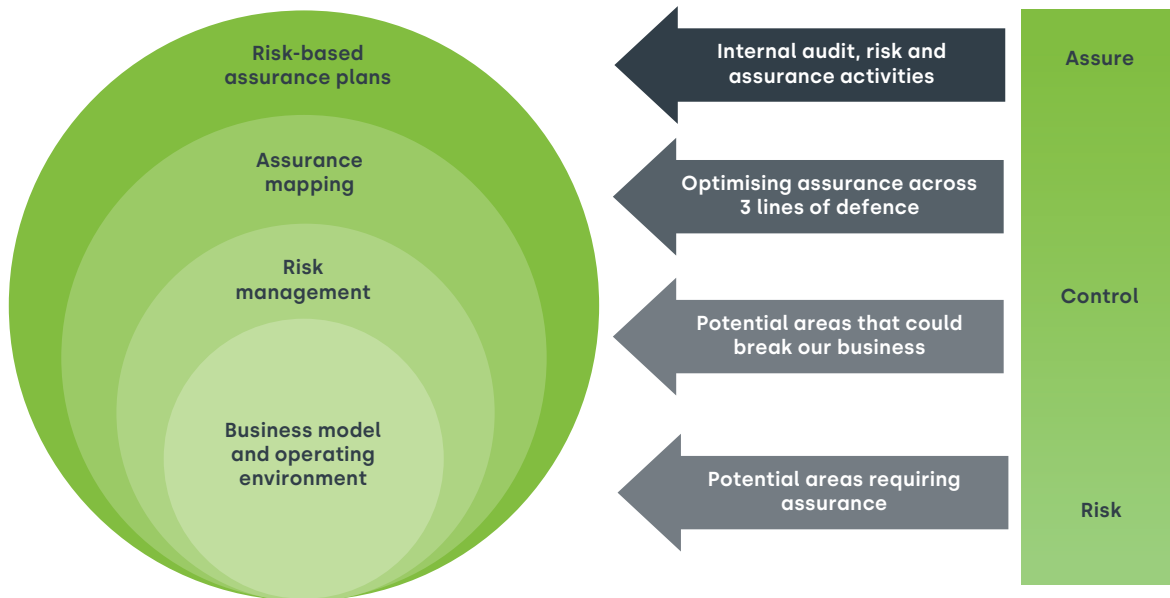 Risk-based
assurance plans
Internal audit, risk and
assurance activities
Assure
Assurance
mapping
Optimising assurance across
3 lines of defence
Risk
management
Potential areas that could
break our business
Control
Business model
and operating
environment
Potential areas requiring
assurance
Risk